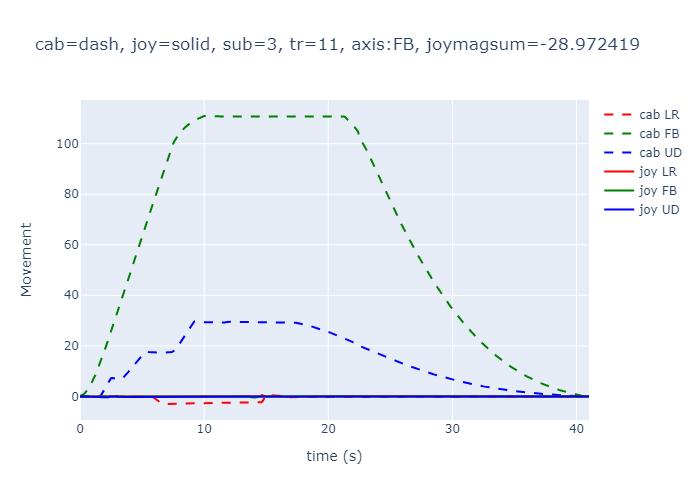 cab=dash, joy=solid, sub=3, tr=11, axis:FB, joymagsum=-28.972419
cab LR
cab FB
cab UD
joy LR
joy FB
joy UD
Movement
100
80
60
40
20
0
0 10 20 30 40
time (s)